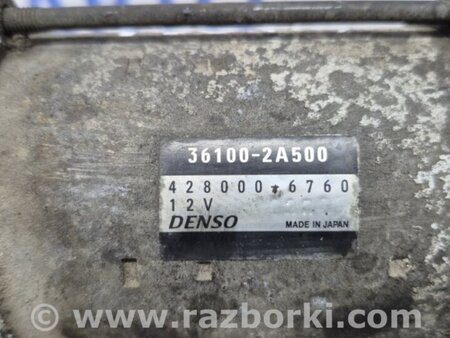 36100-2A500
428000-6760
12V
DENSO MADE IN JAPAN
www.razborki.com